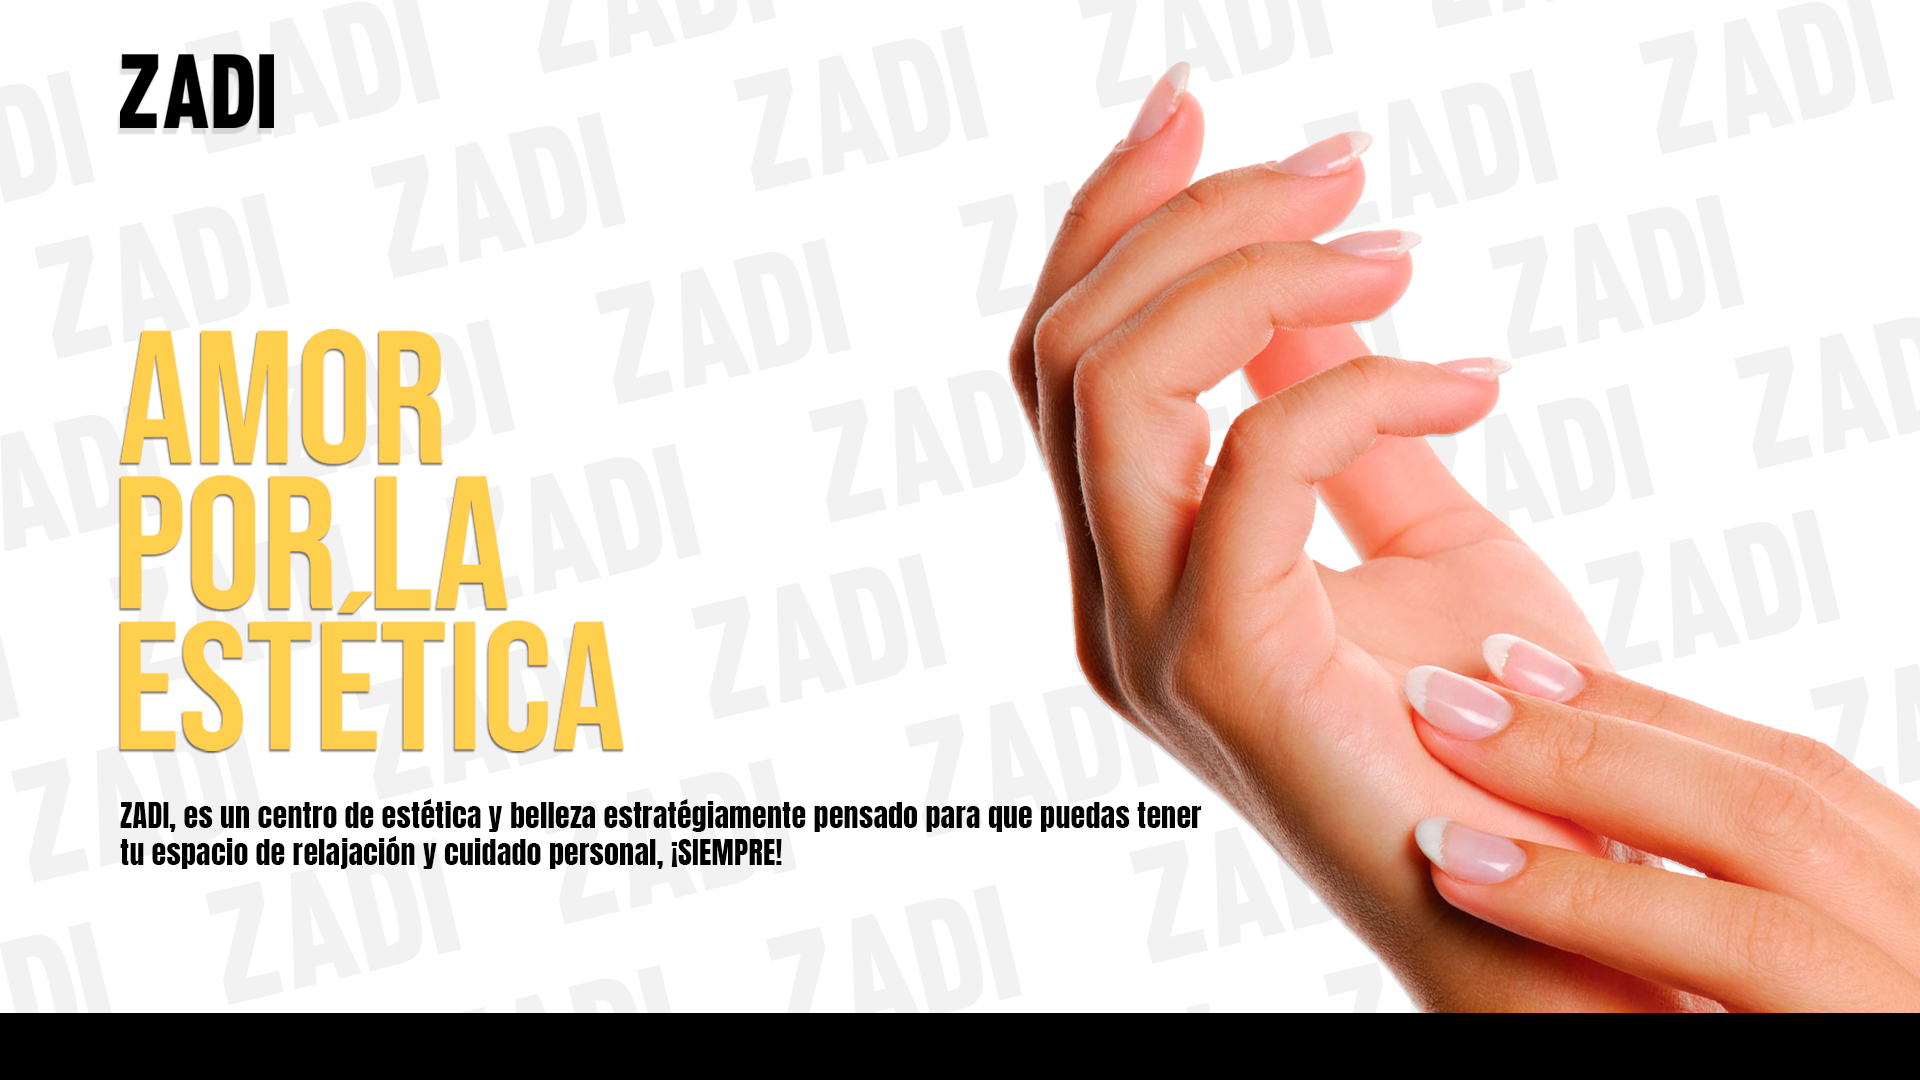 ZADI
AMOR
POR LA
ESTÉTICA
ZADI, es un centro de estética y belleza estratégiamente pensado para que puedas tener
tu espacio de relajación y cuidado personal, ¡SIEMPRE!